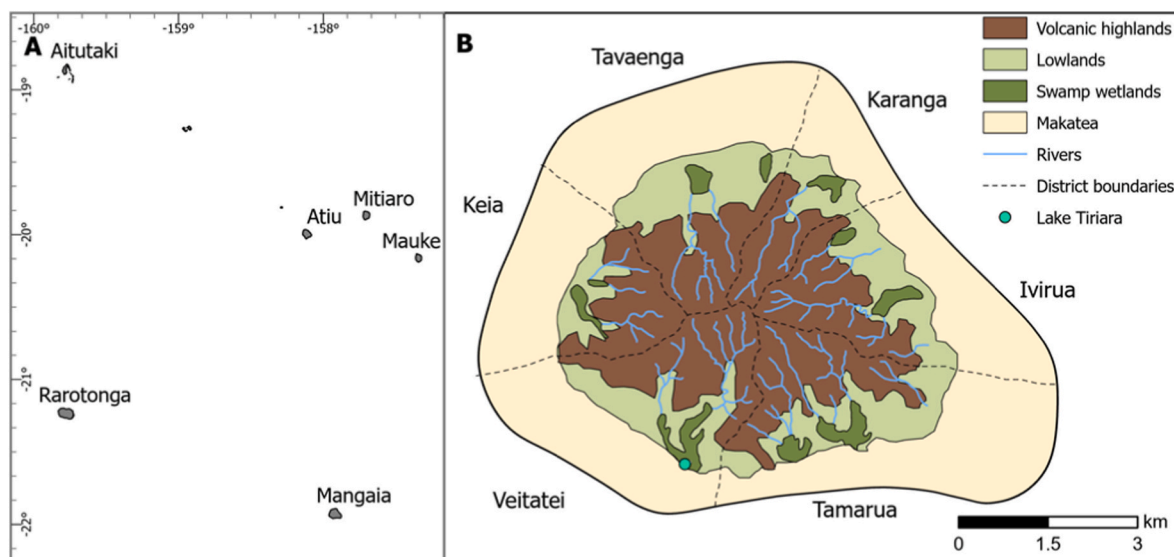 -160°
-159°
-158°
A
Aitutaki
-19°
Mitiaro
Atiu
-20°
Mauke
-21°
Rarotonga
Mangaia
-22°
B
Tavaenga
Karanga
Keia
Ivirua
Veitatei
Tamarua
Volcanic highlands
Lowlands
Swamp wetlands
Makatea
Rivers
District boundaries
Lake Tiriara
km
0
1.5
3